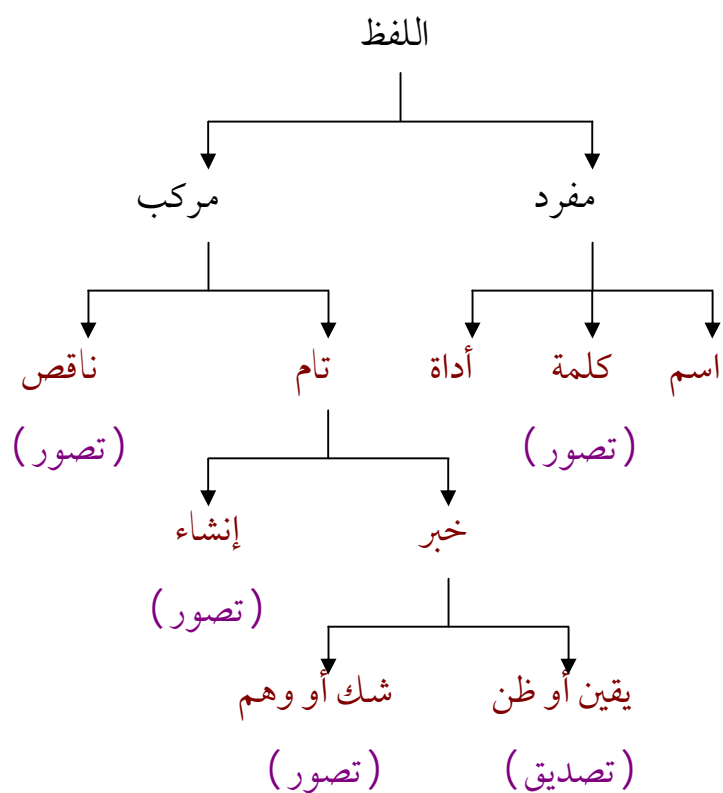 اللفظ
مفرد مركب
اسم كلمة أداة تام ناقص
(تصور) (تصور)
خبر إنشاء
(تصور)
يقين أو ظن شك أو وهم
(تصديق) (تصور)